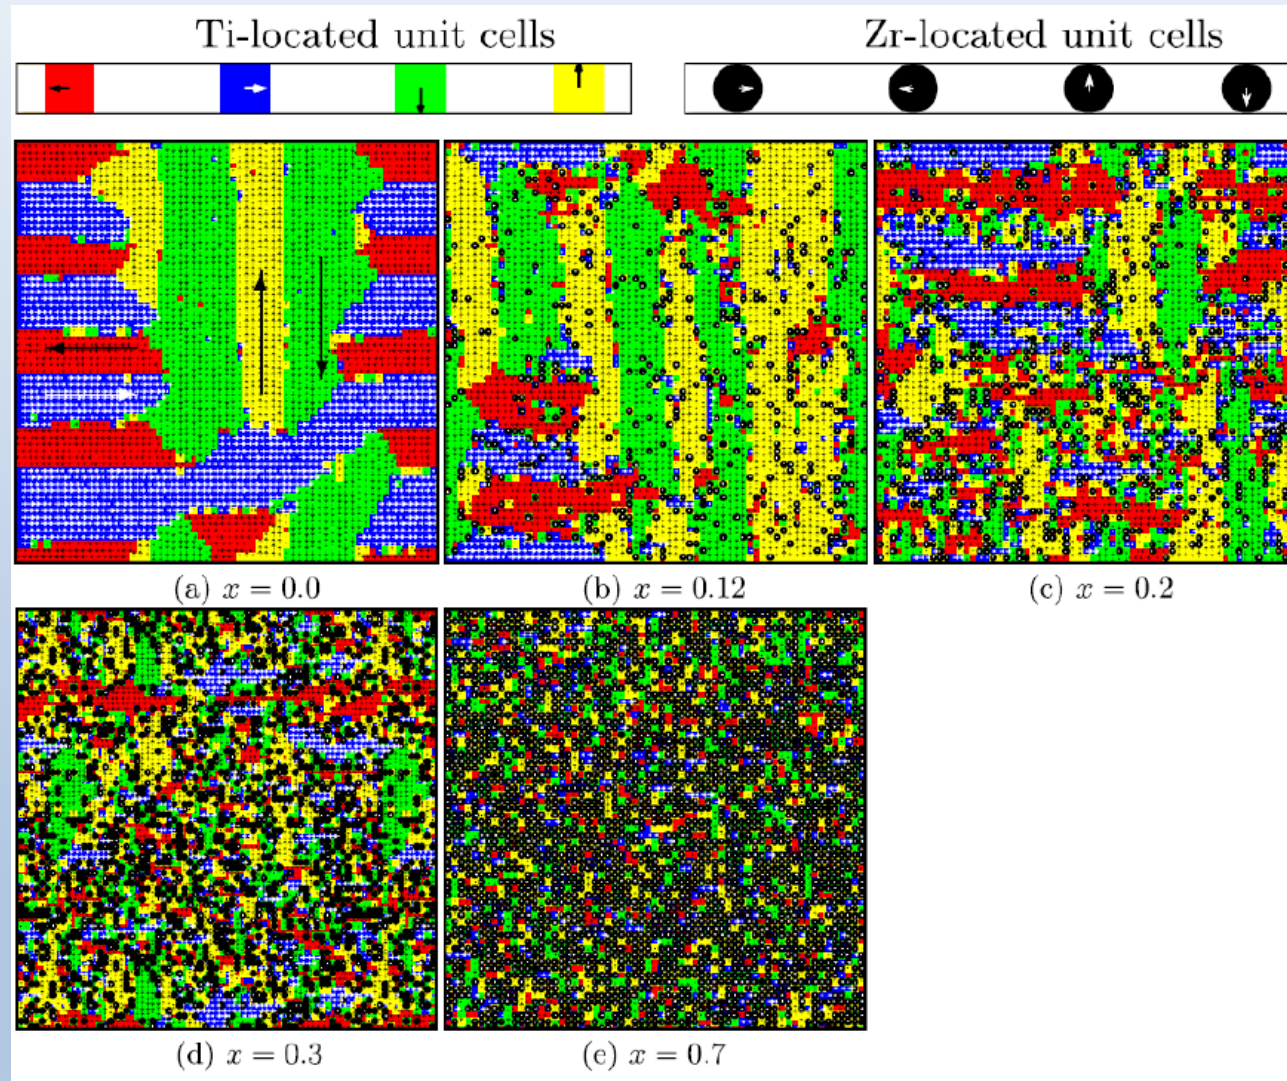 Ti-located unit cells
Zr-located unit cells
(a) x = 0.0
(b) x = 0.12
(c) x = 0.2
(d) x = 0.3
(e) x = 0.7